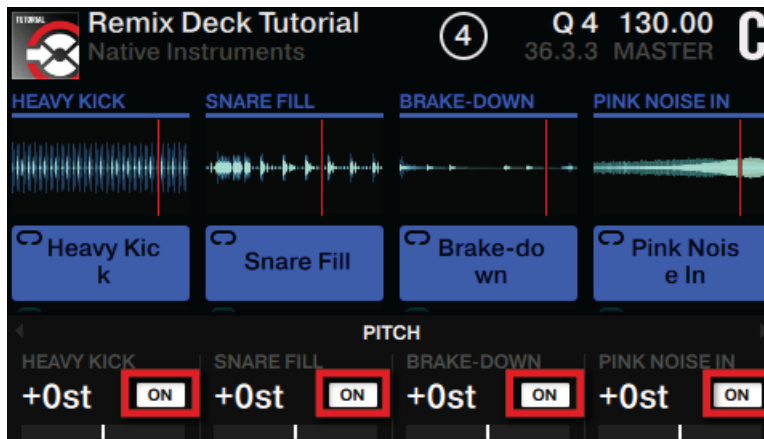 TUTORIAL
Remix Deck Tutorial
Native Instruments
4
Q 4 130.00
36.3.3 MASTER
C
HEAVY KICK SNARE FILL BRAKE-DOWN PINK NOISE IN
Heavy Kic
k
Snare Fill
Brake-do
wn
Pink Nois
e In
PITCH
HEAVY KICK SNARE FILL BRAKE-DOWN PINK NOISE IN
+0st ON +0st ON +0st ON +0st ON